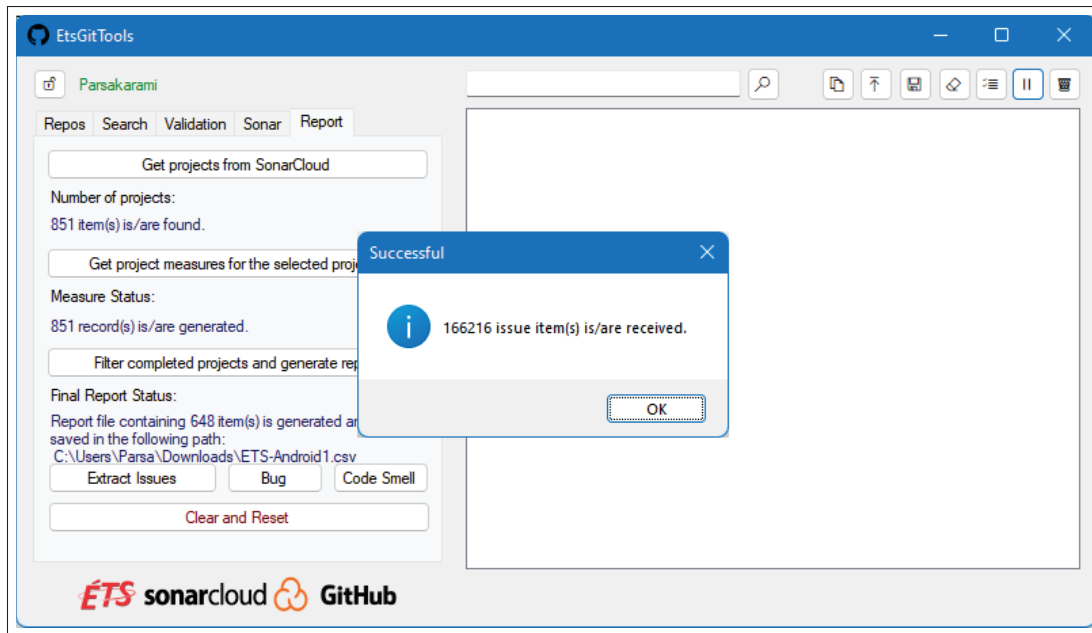 EtsGitTools
Parsakarami
Repos Search Validation Sonar Report
Get projects from SonarCloud
Number of projects:
851 item(s) is/are found.
Get project measures for the selected proj
Measure Status:
851 record(s) is/are generated.
Filter completed projects and generate rep
Final Report Status:
Report file containing 648 item(s) is generated ar
saved in the following path:
C:\Users\Parsa\Downloads\ETS-Android1.csv
Extract Issues Bug Code Smell
Clear and Reset
Successful
166216 issue item(s) is/are received.
OK
ÉTS sonarcloud GitHub